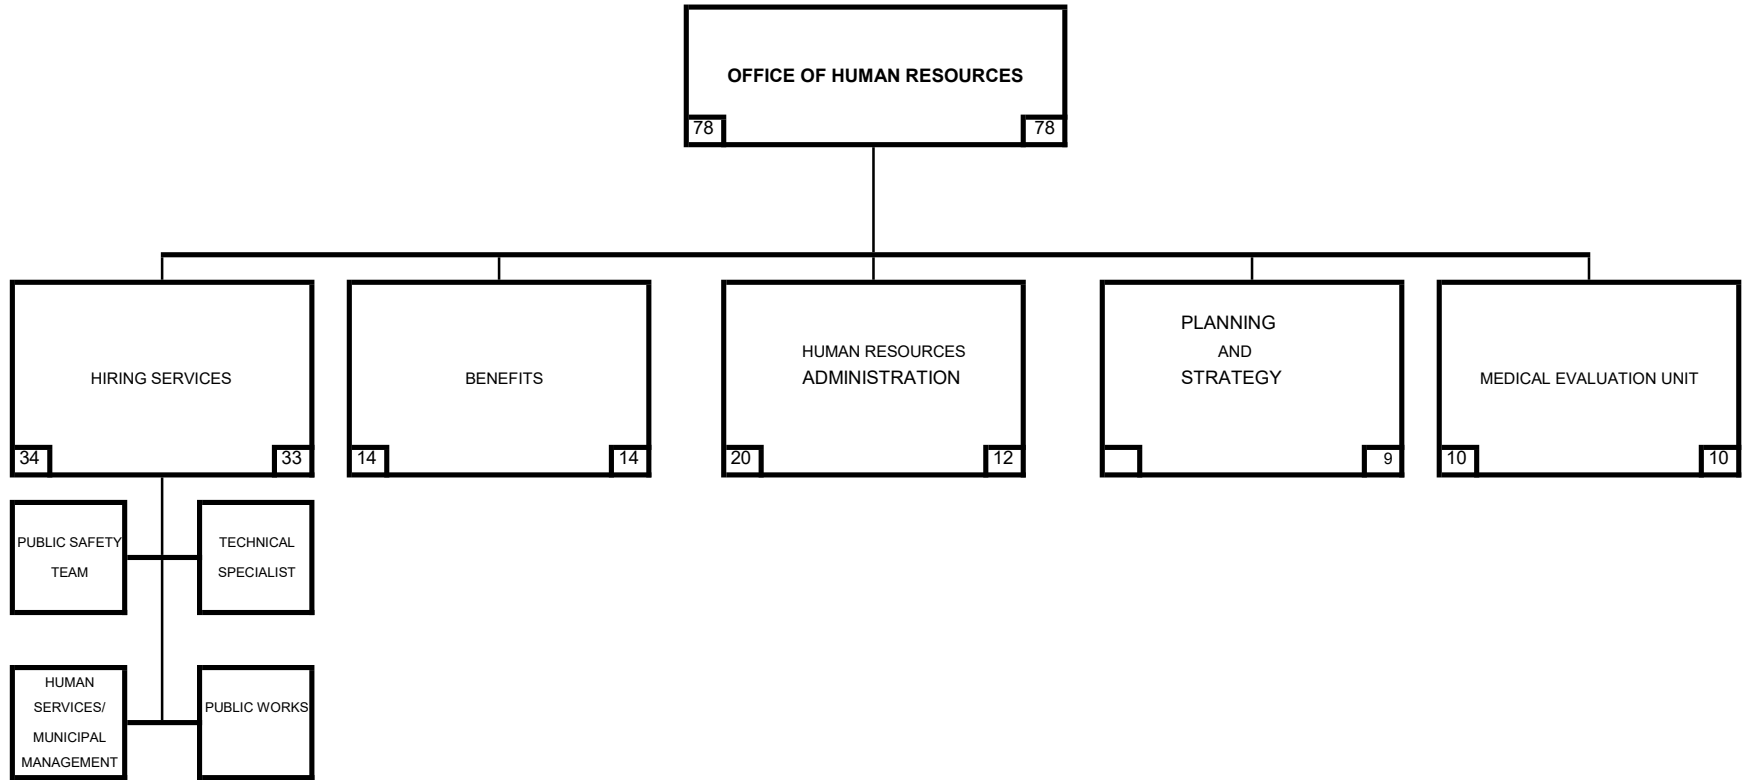 OFFICE OF HUMAN RESOURCES
78 78
HIRING SERVICES
34 33
BENEFITS
14 14
HUMAN RESOURCES
ADMINISTRATION
20 12
PLANNING
AND
STRATEGY
9
MEDICAL EVALUATION UNIT
10 10
PUBLIC SAFETY
TEAM
TECHNICAL
SPECIALIST
HUMAN
SERVICES/
MUNICIPAL
MANAGEMENT
PUBLIC WORKS